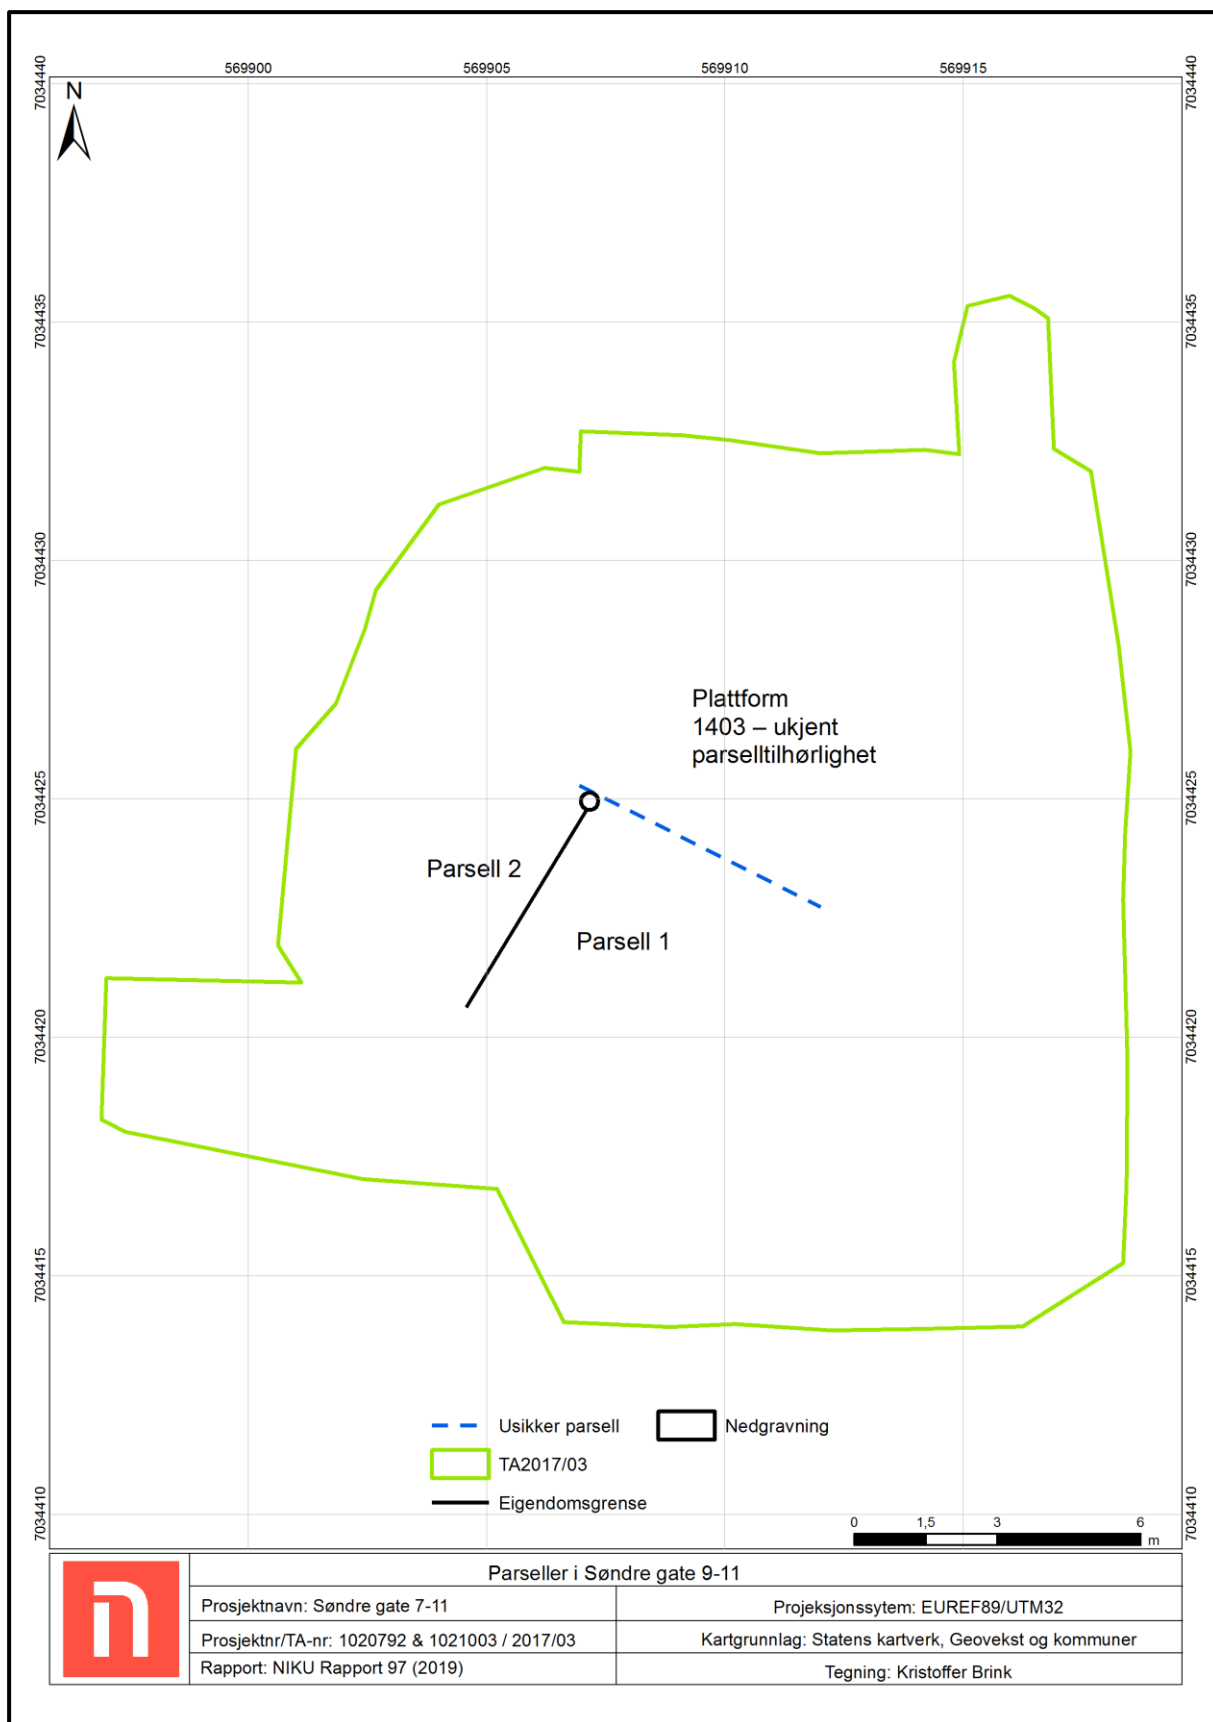 569900 569905 569910 569915
7034440 7034440
N
7034435 7034435
7034430 7034430
Plattform
1403 – ukjent
parselltilhørlighet
7034425 7034425
Parsell 2
Parsell 1
7034420 7034420
7034415 7034415
Usikker parsell Nedgravning
TA2017/03
Eigendomsgrense
7034410 7034410
0 1,5 3 6
m
Parseller i Søndre gate 9-11
Prosjektnavn: Søndre gate 7-11 Projeksjonssytem: EUREF89/UTM32
Prosjektnr/TA-nr: 1020792 & 1021003 / 2017/03 Kartgrunnlag: Statens kartverk, Geovekst og kommuner
Rapport: NIKU Rapport 97 (2019) Tegning: Kristoffer Brink